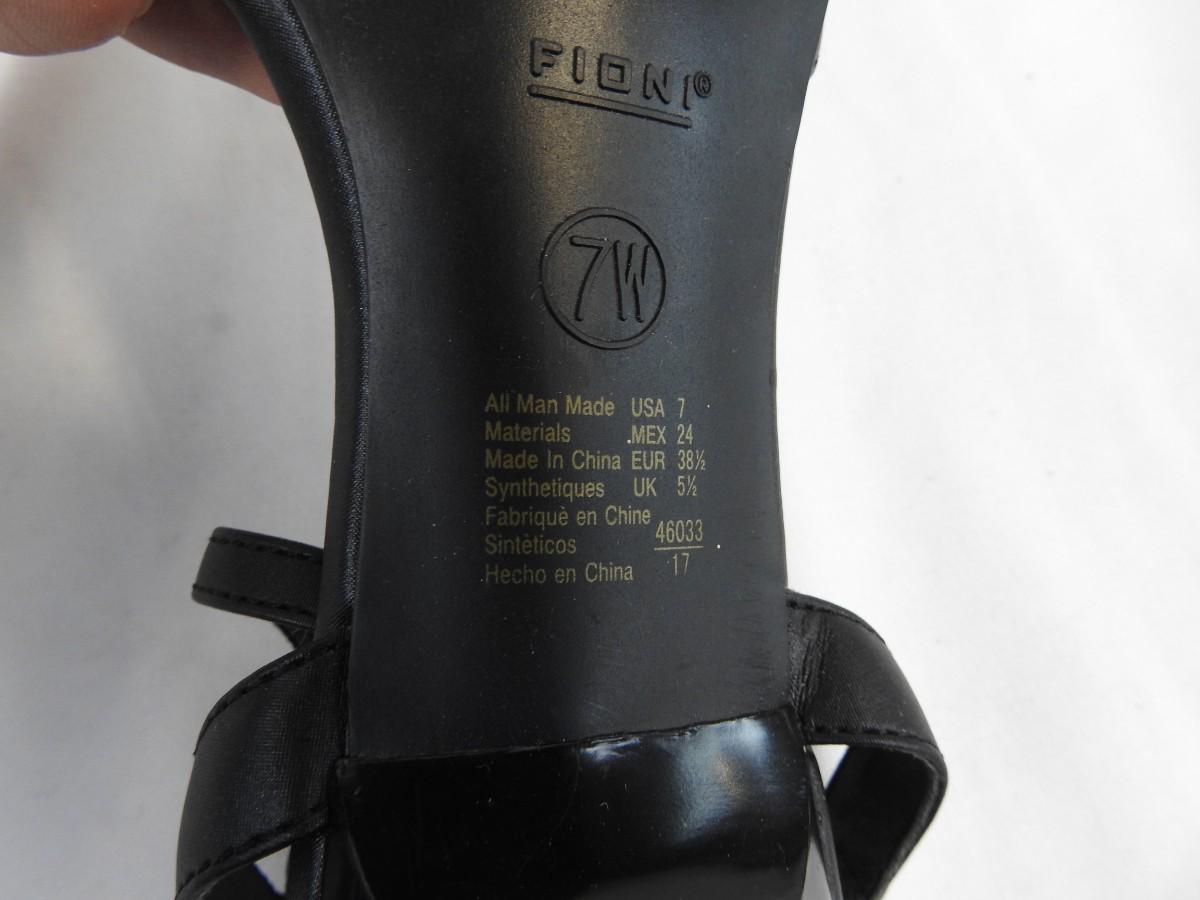 FIONI®
7W
All Man Made USA 7
Materials .MEX 24
Made In China EUR 38½
Synthetiques UK 5½
Fabriquè en Chine
46033
Sintèticos
17
Hecho en China